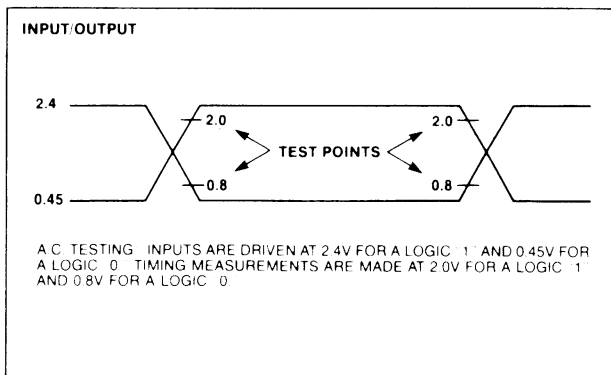 INPUT/OUTPUT
2.4
2.0
2.0
TEST POINTS
0.8
0.8
0.45
A.C. TESTING INPUTS ARE DRIVEN AT 2.4V FOR A LOGIC "1" AND 0.45V FOR
A LOGIC 0 TIMING MEASUREMENTS ARE MADE AT 2.0V FOR A LOGIC "1"
AND 0.8V FOR A LOGIC 0